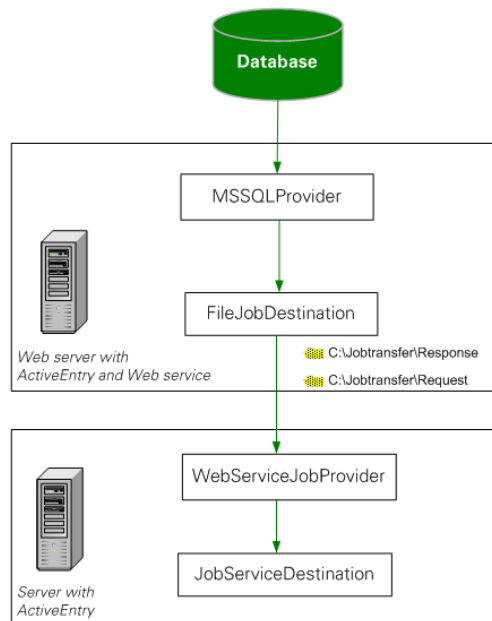 Database
MSSQLProvider
FileJobDestination
C:\Jobtransfer\Response
C:\Jobtransfer\Request
Web server with
ActiveEntry and Web service
WebServiceJobProvider
JobServiceDestination
Server with
ActiveEntry